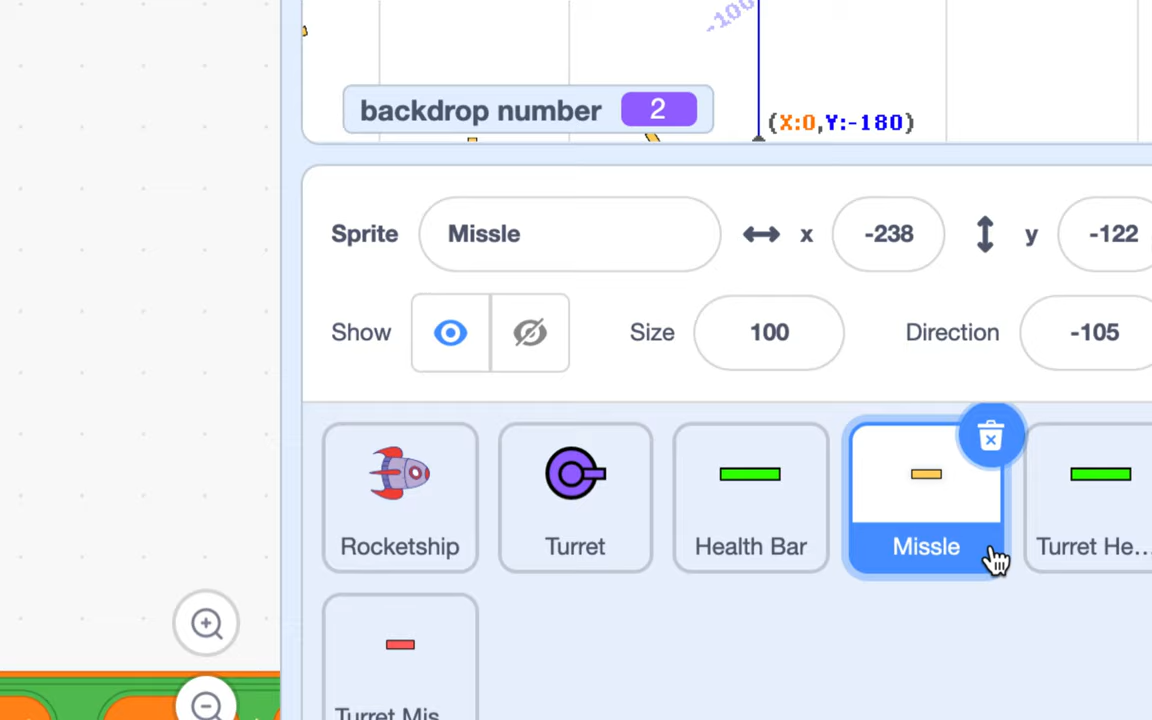 -100
backdrop number 2
(X:0,Y:-180)
Sprite Missle x -238 y -122
Show Size 100 Direction -105
Rocketship Turret Health Bar Missle Turret He...
Turret Mis